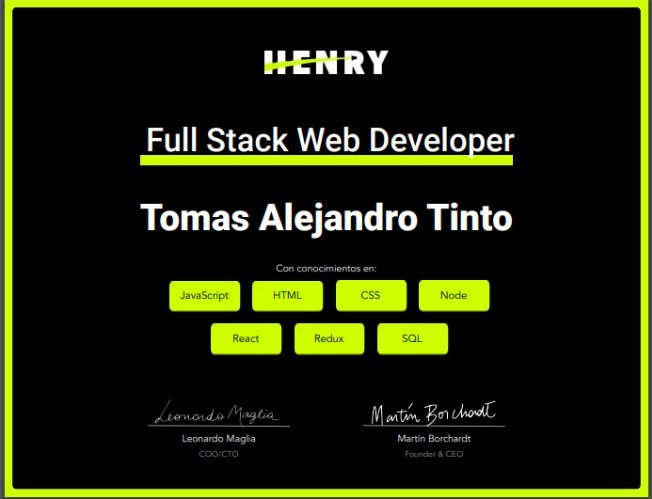 HENRY
Full Stack Web Developer
Tomas Alejandro Tinto
Con conocimientos en:
JavaScript HTML CSS Node
React Redux SQL
Leonardo Maglia Martín Borchardt
Leonardo Maglia Martín Borchardt
COO/CTO Founder & CEO